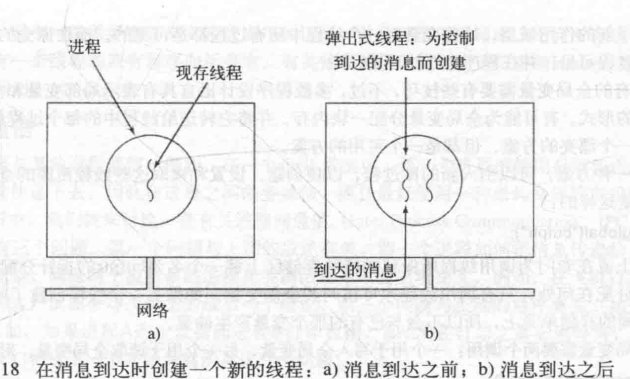 进程
现存线程
网络
a)
弹出式线程：为控制
到达的消息而创建
到达的消息
b)
18 在消息到达时创建一个新的线程：a) 消息到达之前；b) 消息到达之后